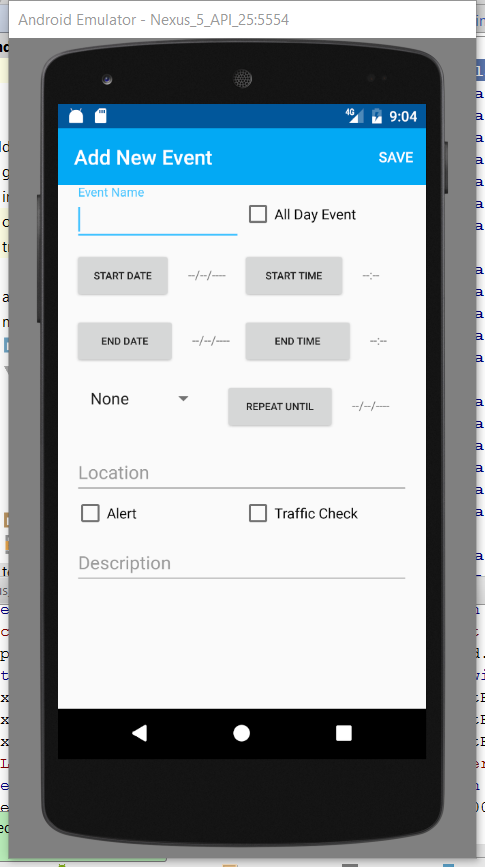 Android Emulator - Nexus_5_API_25:5554
4G 9:04
Add New Event SAVE
Event Name
All Day Event
START DATE --/--/---- START TIME --:--
END DATE --/--/---- END TIME --:--
None REPEAT UNTIL --/--/----
Location
Alert Traffic Check
Description